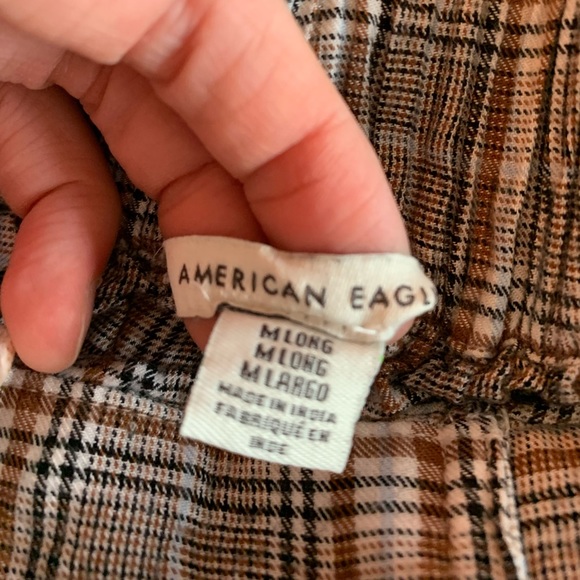 AMERICAN EAGL
M LONG
M LONG
M LARGO
MADE IN INDIA
FABRIQUÉ EN
INDE